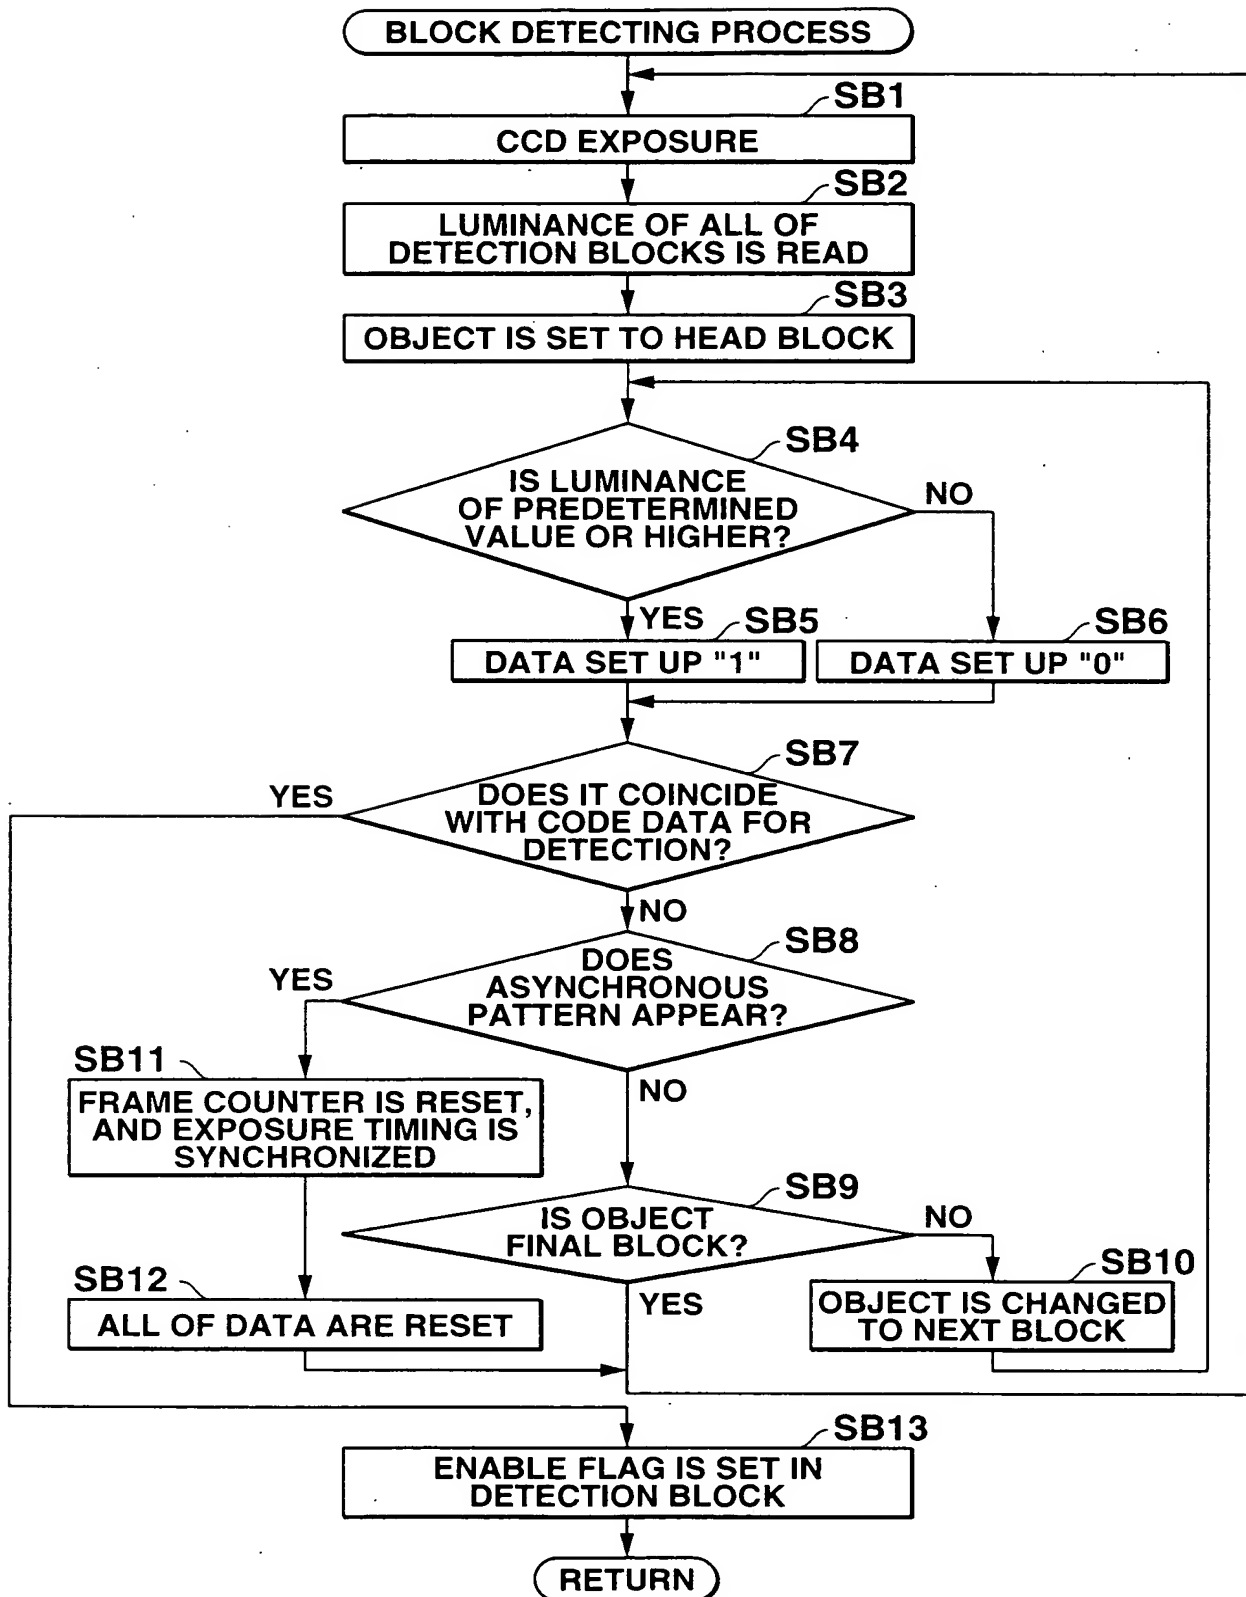 BLOCK DETECTING PROCESS
SB1
CCD EXPOSURE
SB2
LUMINANCE OF ALL OF
DETECTION BLOCKS IS READ
SB3
OBJECT IS SET TO HEAD BLOCK
SB4
IS LUMINANCE
OF PREDETERMINED
VALUE OR HIGHER?
NO
YES
SB5
SB6
DATA SET UP "1"
DATA SET UP "0"
SB7
YES
DOES IT COINCIDE
WITH CODE DATA FOR
DETECTION?
NO
SB8
YES
DOES
ASYNCHRONOUS
PATTERN APPEAR?
SB11
NO
FRAME COUNTER IS RESET,
AND EXPOSURE TIMING IS
SYNCHRONIZED
SB9
IS OBJECT
FINAL BLOCK?
NO
SB12
SB10
YES
ALL OF DATA ARE RESET
OBJECT IS CHANGED
TO NEXT BLOCK
SB13
ENABLE FLAG IS SET IN
DETECTION BLOCK
RETURN